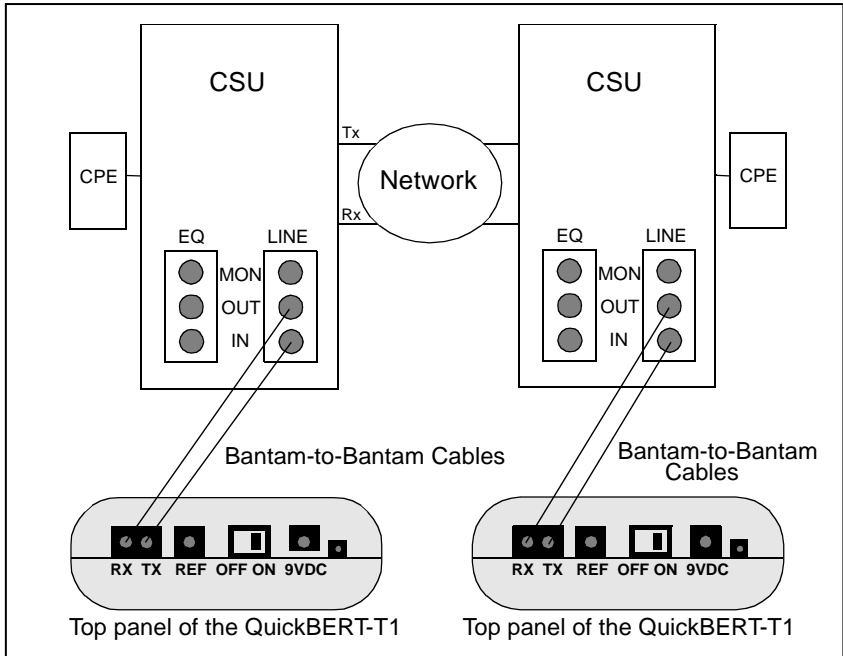 CSU
CSU
Tx
CPE
Network
CPE
Rx
EQ
LINE
EQ
LINE
MON
MON
OUT
OUT
IN
IN
Bantam-to-Bantam Cables
Bantam-to-Bantam
Cables
RX TX REF OFF ON 9VDC
RX TX REF OFF ON 9VDC
Top panel of the QuickBERT-T1
Top panel of the QuickBERT-T1